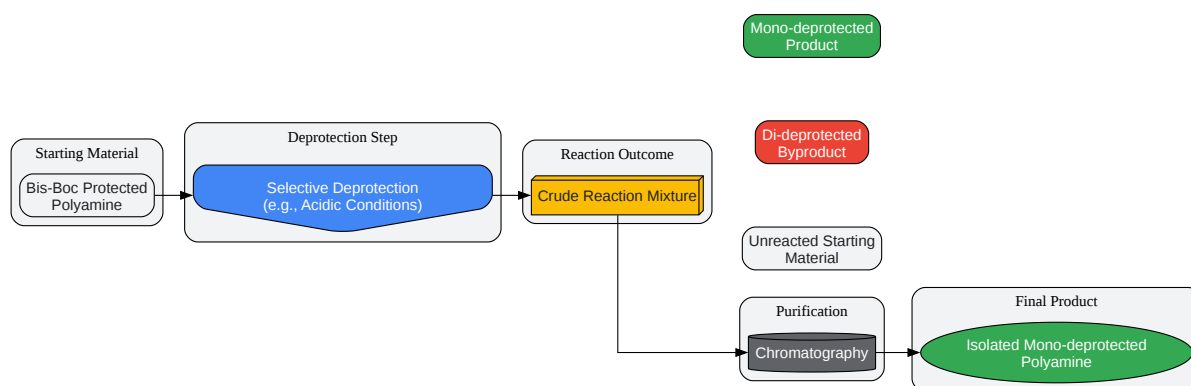 Mono-deprotected
Product
Di-deprotected
Byproduct
Starting Material
Bis-Boc Protected
Polyamine
Deprotection Step
Selective Deprotection
(e.g., Acidic Conditions)
Reaction Outcome
Crude Reaction Mixture
Unreacted Starting
Material
Purification
Chromatography
Final Product
Isolated Mono-deprotected
Polyamine